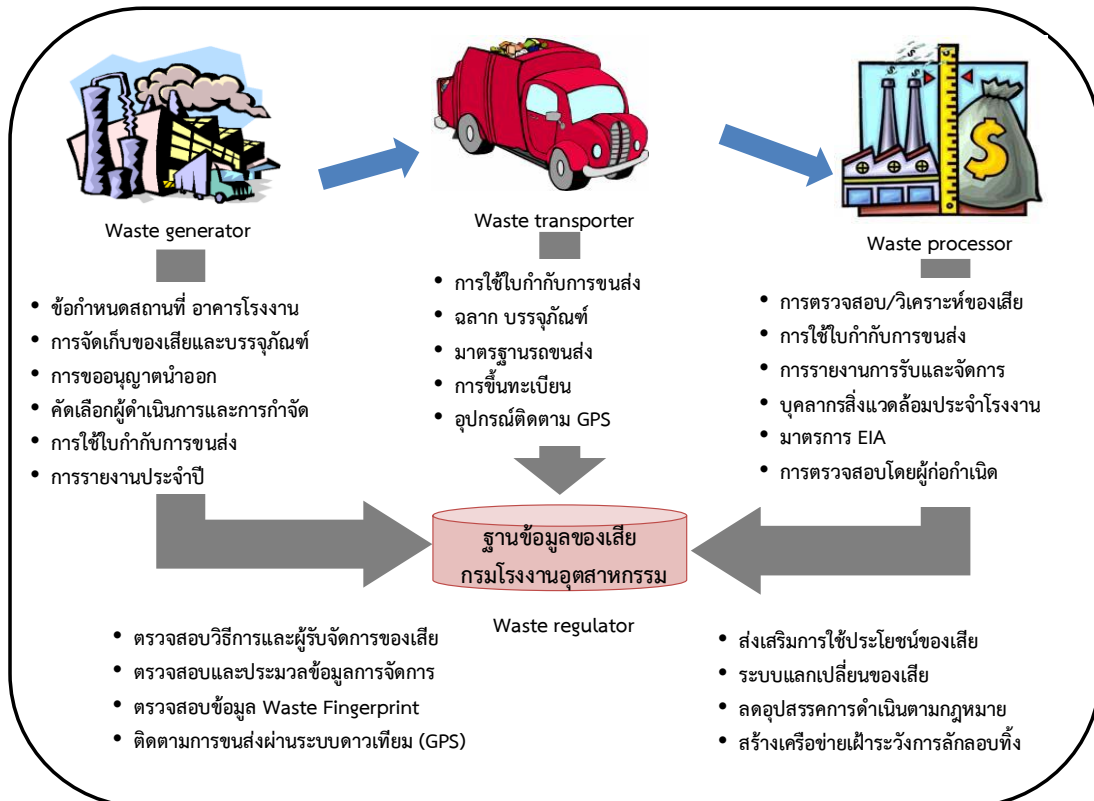 Waste generator
• ข้อกำหนดสถานที่ อาคารโรงงาน
• การจัดเก็บของเสียและบรรจุภัณฑ์
• การขออนุญาตนำออก
• คัดเลือกผู้ดำเนินการและการกำจัด
• การใช้ใบกำกับการขนส่ง
• การรายงานประจำปี
Waste transporter
• การใช้ใบกำกับการขนส่ง
• ฉลาก บรรจุภัณฑ์
• มาตรฐานรถขนส่ง
• การขึ้นทะเบียน
• อุปกรณ์ติดตาม GPS
Waste processor
• การตรวจสอบ/วิเคราะห์ของเสีย
• การใช้ใบกำกับการขนส่ง
• การรายงานการรับและจัดการ
• บุคลากรสิ่งแวดล้อมประจำโรงงาน
• มาตรการ EIA
• การตรวจสอบโดยผู้ก่อกำเนิด
ฐานข้อมูลของเสีย
กรมโรงงานอุตสาหกรรม
Waste regulator
• ตรวจสอบวิธีการและผู้รับจัดการของเสีย
• ตรวจสอบและประมวลข้อมูลการจัดการ
• ตรวจสอบข้อมูล Waste Fingerprint
• ติดตามการขนส่งผ่านระบบดาวเทียม (GPS)
• ส่งเสริมการใช้ประโยชน์ของเสีย
• ระบบแลกเปลี่ยนของเสีย
• ลดอุปสรรคการดำเนินตามกฎหมาย
• สร้างเครือข่ายเฝ้าระวังการลักลอบทิ้ง